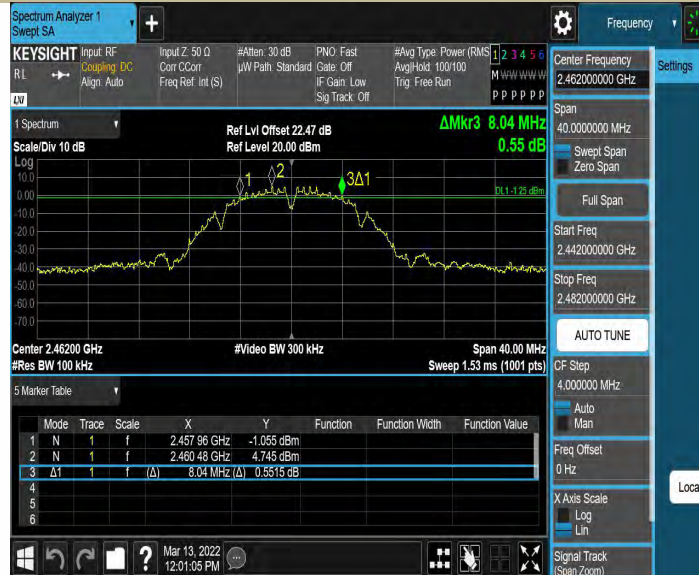 Spectrum Analyzer 1
Swept SA
+
Frequency
KEYSIGHT
RL
LXI
Input: RF
Coupling: DC
Align: Auto
Input Z: 50 Ω
Corr CCorr
Freq Ref: Int (S)
#Atten: 30 dB
µW Path: Standard
PNO: Fast
Gate: Off
IF Gain: Low
Sig Track: Off
#Avg Type: Power (RMS
Avg|Hold: 100/100
Trig: Free Run
1 2 3 4 5 6
M W W W W W
P P P P P P
Center Frequency
2.462000000 GHz
Settings
1 Spectrum
Scale/Div 10 dB
Ref Lvl Offset 22.47 dB
Ref Level 20.00 dBm
ΔMkr3 8.04 MHz
0.55 dB
Log
10.0
0.00
-10.0
-20.0
-30.0
-40.0
-50.0
-60.0
-70.0
1
2
3Δ1
DL1 -1.25 dBm
Center 2.46200 GHz
#Res BW 100 kHz
#Video BW 300 kHz
Span 40.00 MHz
Sweep 1.53 ms (1001 pts)
Span
40.0000000 MHz
Swept Span
Zero Span
Full Span
Start Freq
2.442000000 GHz
Stop Freq
2.482000000 GHz
AUTO TUNE
CF Step
4.000000 MHz
Auto
Man
Freq Offset
0 Hz
X Axis Scale
Log
Lin
Signal Track
(Span Zoom)
Loca
5 Marker Table
Mode Trace Scale X Y Function Function Width Function Value
1 N 1 f 2.457 96 GHz -1.055 dBm
2 N 1 f 2.460 48 GHz 4.745 dBm
3 Δ1 1 f (Δ) 8.04 MHz (Δ) 0.5515 dB
4
5
6
?
Mar 13, 2022
12:01:05 PM